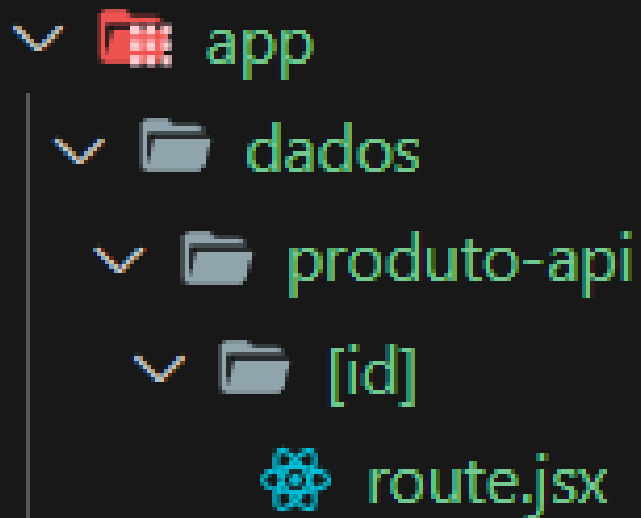 app
dados
produto-api
[id]
route.jsx